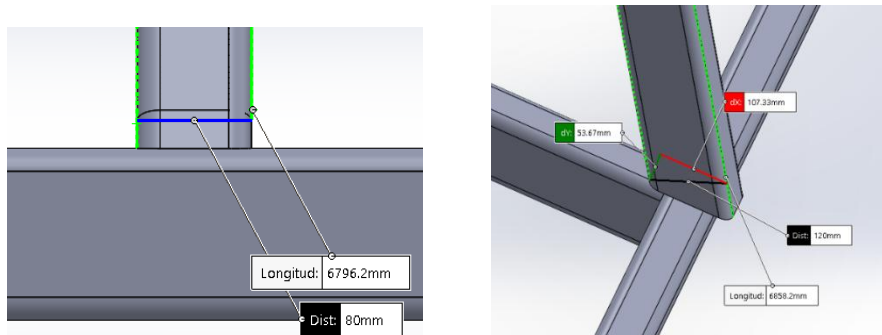 Longitud: 6796.2mm
Dist: 80mm
dX: 107.33mm
dY: 53.67mm
Dist: 120mm
Longitud: 6858.2mm